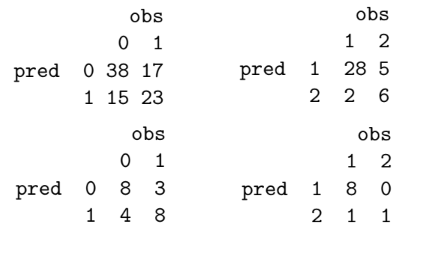 obs
0 1
pred 0 38 17
1 15 23
obs
1 2
pred 1 28 5
2 2 6
obs
0 1
pred 0 8 3
1 4 8
obs
1 2
pred 1 8 0
2 1 1